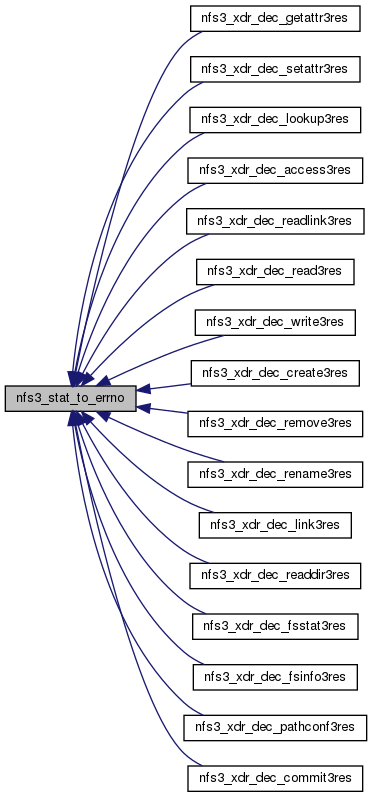 nfs3_xdr_dec_getattr3res
nfs3_xdr_dec_setattr3res
nfs3_xdr_dec_lookup3res
nfs3_xdr_dec_access3res
nfs3_xdr_dec_readlink3res
nfs3_xdr_dec_read3res
nfs3_xdr_dec_write3res
nfs3_xdr_dec_create3res
nfs3_stat_to_errno
nfs3_xdr_dec_remove3res
nfs3_xdr_dec_rename3res
nfs3_xdr_dec_link3res
nfs3_xdr_dec_readdir3res
nfs3_xdr_dec_fsstat3res
nfs3_xdr_dec_fsinfo3res
nfs3_xdr_dec_pathconf3res
nfs3_xdr_dec_commit3res